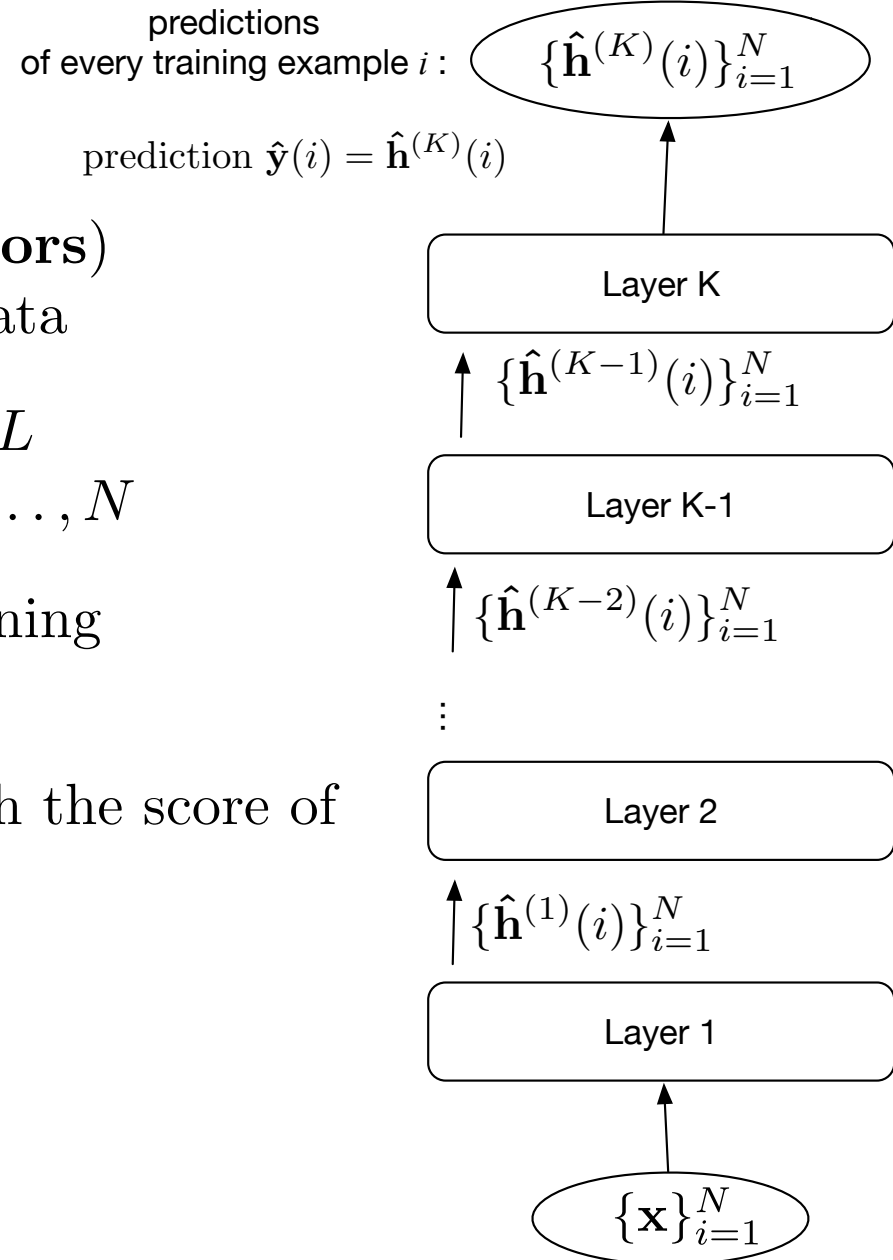 predictions
of every training example i :
{ĥ^(K)(i)}_{i=1}^N
prediction ŷ(i) = ĥ^(K)(i)
ors)
ata
Layer K
{ĥ^(K−1)(i)}_{i=1}^N
L
Layer K-1
. . , N
{ĥ^(K−2)(i)}_{i=1}^N
ning
⋮
Layer 2
h the score of
{ĥ^(1)(i)}_{i=1}^N
Layer 1
{x}_{i=1}^N